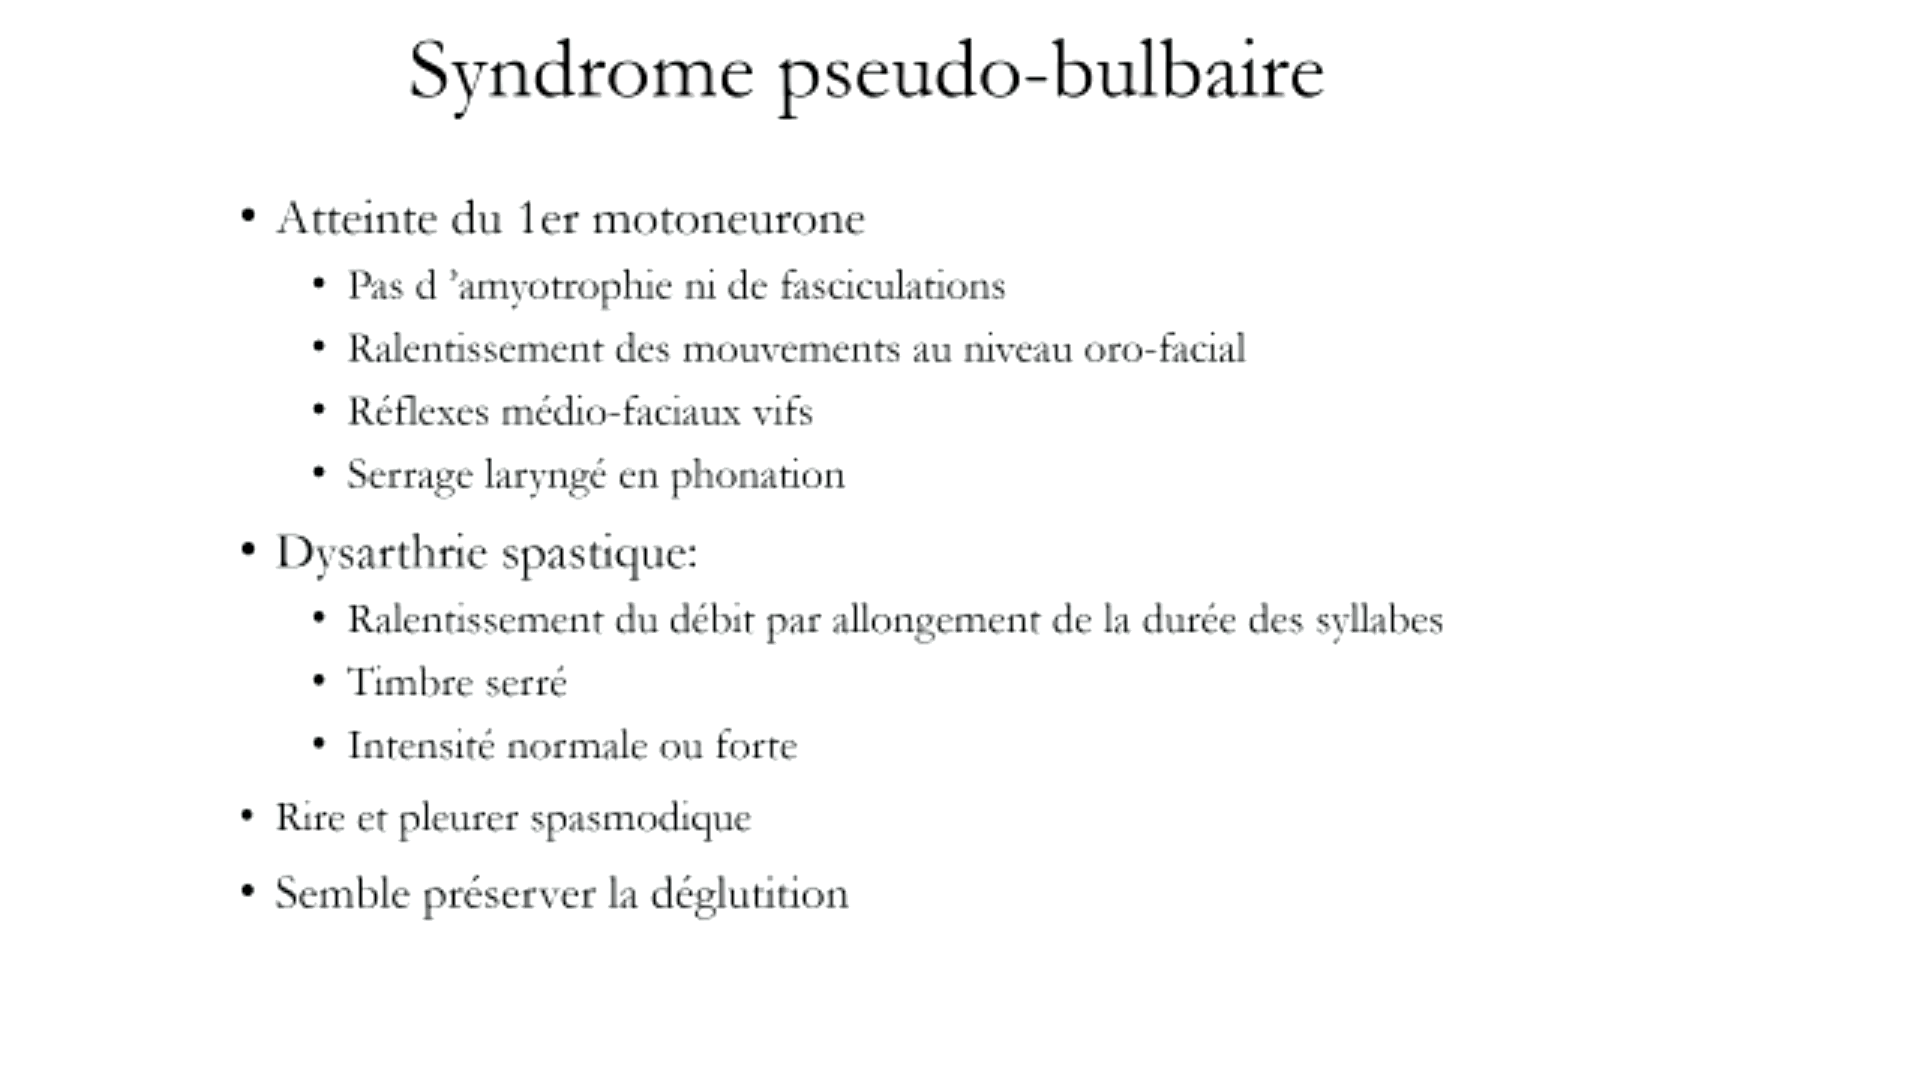 Syndrome pseudo-bulbaire
• Atteinte du 1er motoneurone
• Pas d ’amyotrophie ni de fasciculations
• Ralentissement des mouvements au niveau oro-facial
• Réflexes médio-faciaux vifs
• Serrage laryngé en phonation
• Dysarthrie spastique:
• Ralentissement du débit par allongement de la durée des syllabes
• Timbre serré
• Intensité normale ou forte
• Rire et pleurer spasmodique
• Semble préserver la déglutition